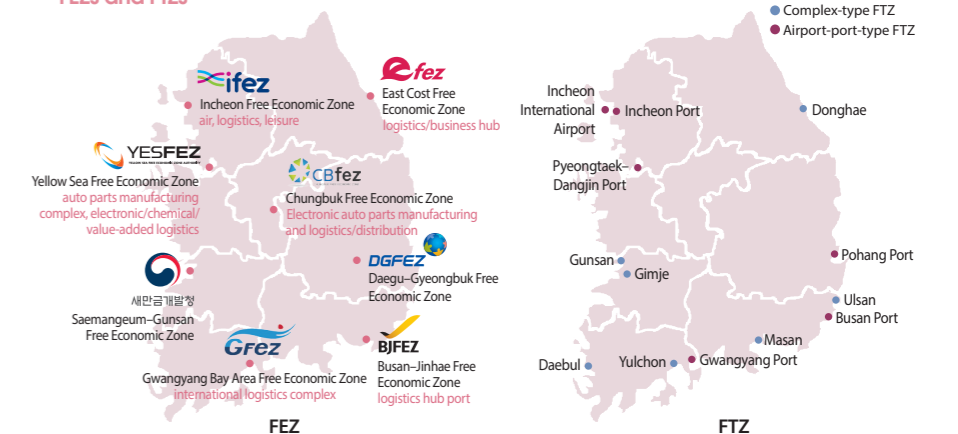 FEZs and FTZs
ifez
Incheon Free Economic Zone
air, logistics, leisure
efez
East Cost Free
Economic Zone
logistics/business hub
YESFEZ
Yellow Sea Free Economic Zone
auto parts manufacturing
complex, electronic/chemical/
value-added logistics
CBfez
Chungbuk Free Economic Zone
Electronic auto parts manufacturing
and logistics/distribution
DGFEZ
Daegu–Gyeongbuk Free
Economic Zone
새만금개발청
Saemangeum–Gunsan
Free Economic Zone
GFEZ
Gwangyang Bay Area Free Economic Zone
international logistics complex
BJFEZ
Busan–Jinhae Free
Economic Zone
logistics hub port
FEZ
Complex-type FTZ
Airport-port-type FTZ
Incheon
International
Airport
Incheon Port
Donghae
Pyeongtaek–
Dangjin Port
Gunsan
Gimje
Pohang Port
Ulsan
Busan Port
Masan
Daebul
Yulchon
Gwangyang Port
FTZ